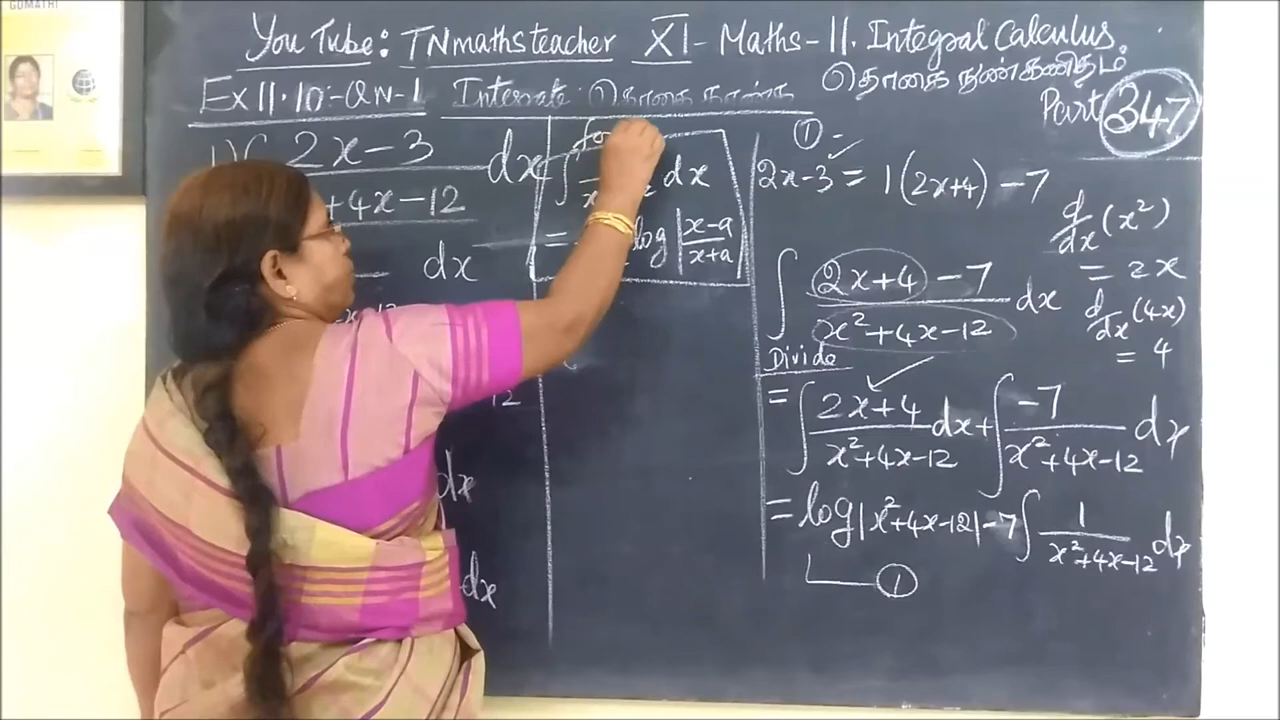 GOMATHI
YouTube: TNmathsteacher XI - Maths - 11. Integral Calculus.
தொகை நுண்கணிதம்
Ex 11.10 - QN-1 Integrate தொகை காண்க
Part 347
2x-3 dx
+4x-12
dx
12
dx
dx
dx
= log |x-a/x+a|
① -
2x-3 = 1(2x+4) -7
d/dx (x²)
= 2x
d/dx (4x)
= 4
∫ 2x+4 -7 / x²+4x-12 dx
Divide
= ∫ 2x+4 / x²+4x-12 dx + ∫ -7 / x²+4x-12 dx
= log|x²+4x-12| -7 ∫ 1 / x²+4x-12 dx
①